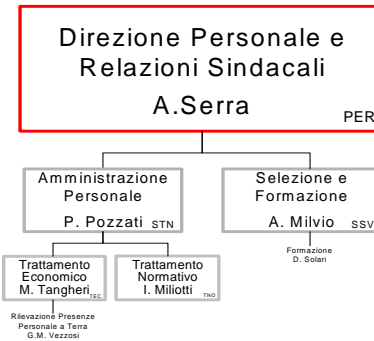 Direzione Personale e
Relazioni Sindacali
A.Serra
PER
Amministrazione
Personale
P. Pozzati STN
Selezione e
Formazione
A. Milvio SSV
Trattamento
Economico
M. Tangheri TEC
Trattamento
Normativo
I. Miliotti TNO
Formazione
D. Solari
Rilevazione Presenze
Personale a Terra
G.M. Vezzosi